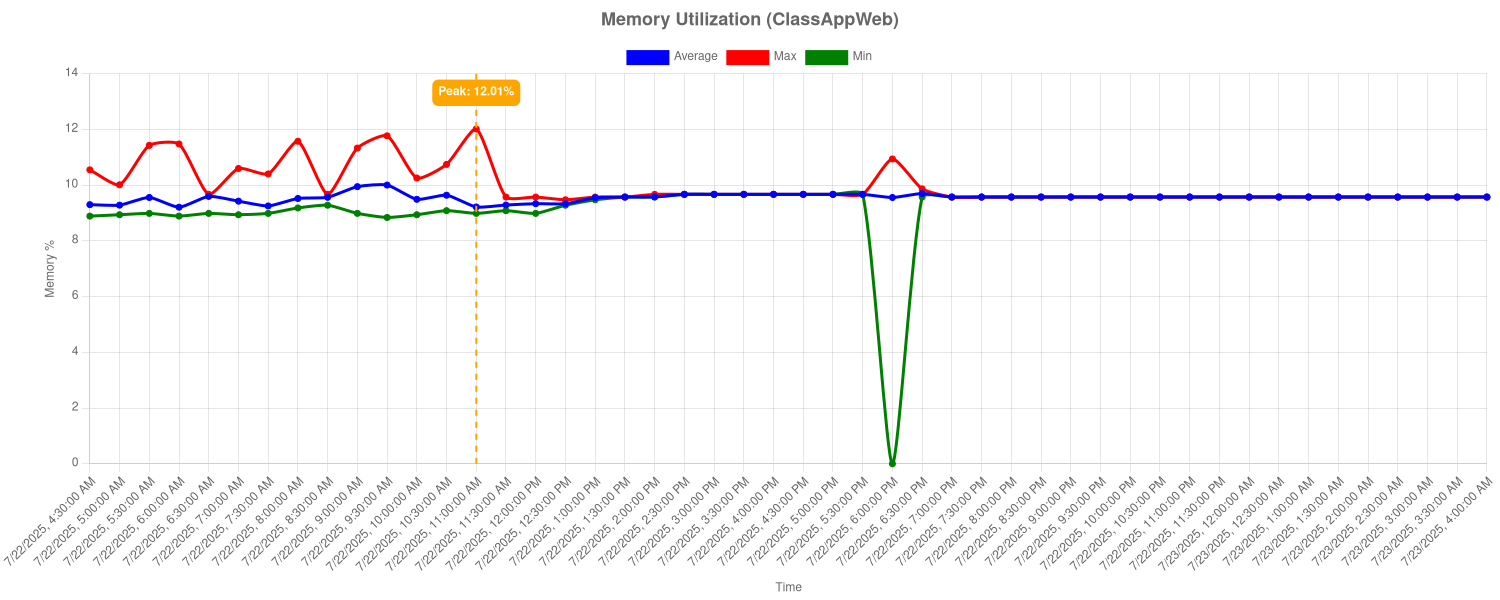 Memory Utilization (ClassAppWeb)
Average Max Min
Peak: 12.01%
14
12
10
8
6
4
2
0
Memory %
7/22/2025, 4:30:00 AM
7/22/2025, 5:00:00 AM
7/22/2025, 5:30:00 AM
7/22/2025, 6:00:00 AM
7/22/2025, 6:30:00 AM
7/22/2025, 7:00:00 AM
7/22/2025, 7:30:00 AM
7/22/2025, 8:00:00 AM
7/22/2025, 8:30:00 AM
7/22/2025, 9:00:00 AM
7/22/2025, 9:30:00 AM
7/22/2025, 10:00:00 AM
7/22/2025, 10:30:00 AM
7/22/2025, 11:00:00 AM
7/22/2025, 11:30:00 AM
7/22/2025, 12:00:00 PM
7/22/2025, 12:30:00 PM
7/22/2025, 1:00:00 PM
7/22/2025, 1:30:00 PM
7/22/2025, 2:00:00 PM
7/22/2025, 2:30:00 PM
7/22/2025, 3:00:00 PM
7/22/2025, 3:30:00 PM
7/22/2025, 4:00:00 PM
7/22/2025, 4:30:00 PM
7/22/2025, 5:00:00 PM
7/22/2025, 5:30:00 PM
7/22/2025, 6:00:00 PM
7/22/2025, 6:30:00 PM
7/22/2025, 7:00:00 PM
7/22/2025, 7:30:00 PM
7/22/2025, 8:00:00 PM
7/22/2025, 8:30:00 PM
7/22/2025, 9:00:00 PM
7/22/2025, 9:30:00 PM
7/22/2025, 10:00:00 PM
7/22/2025, 10:30:00 PM
7/22/2025, 11:00:00 PM
7/22/2025, 11:30:00 PM
7/23/2025, 12:00:00 AM
7/23/2025, 12:30:00 AM
7/23/2025, 1:00:00 AM
7/23/2025, 1:30:00 AM
7/23/2025, 2:00:00 AM
7/23/2025, 2:30:00 AM
7/23/2025, 3:00:00 AM
7/23/2025, 3:30:00 AM
7/23/2025, 4:00:00 AM
Time